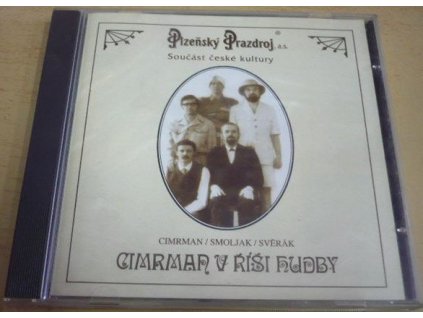 Plzeňský Prazdroj, a.s.
Součást české kultury
CIMRMAN / SMOLJAK / SVĚRÁK
CIMRMAN V ŘÍŠI HUDBY